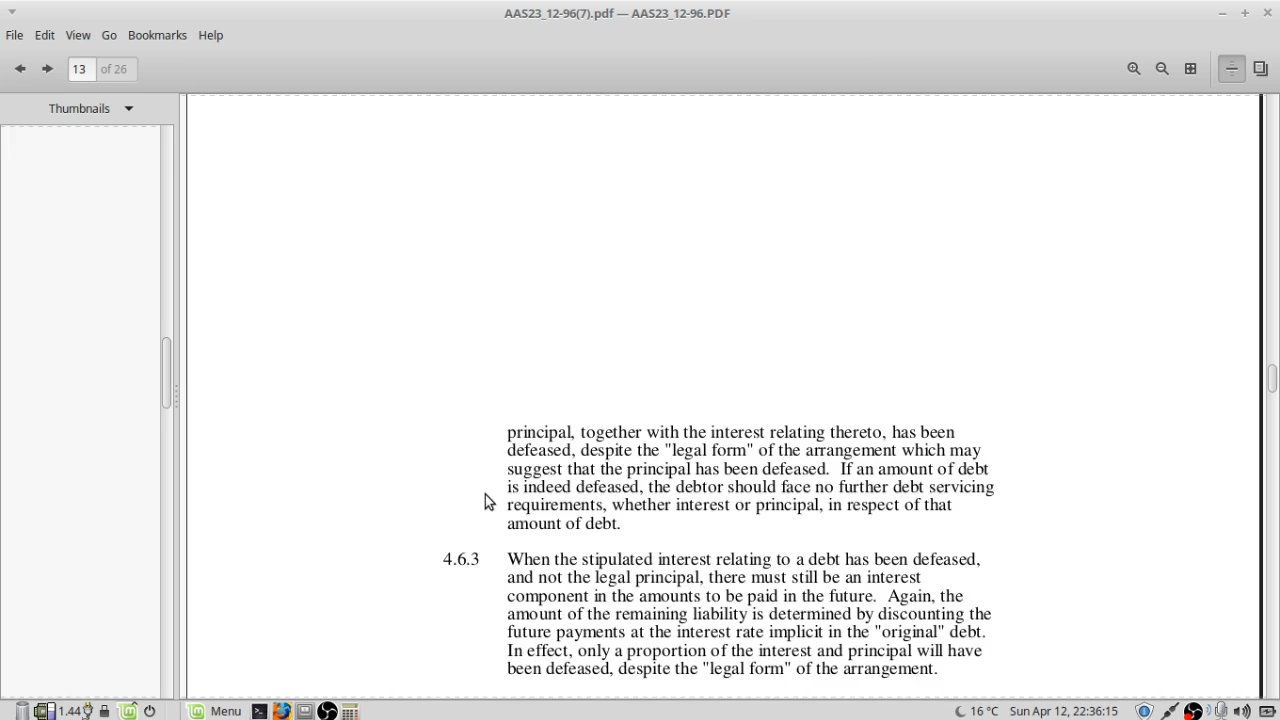 AAS23_12-96(7).pdf — AAS23_12-96.PDF
File Edit View Go Bookmarks Help
13 of 26
Thumbnails
principal, together with the interest relating thereto, has been
defeased, despite the "legal form" of the arrangement which may
suggest that the principal has been defeased.  If an amount of debt
is indeed defeased, the debtor should face no further debt servicing
requirements, whether interest or principal, in respect of that
amount of debt.
4.6.3 When the stipulated interest relating to a debt has been defeased,
and not the legal principal, there must still be an interest
component in the amounts to be paid in the future.  Again, the
amount of the remaining liability is determined by discounting the
future payments at the interest rate implicit in the "original" debt.
In effect, only a proportion of the interest and principal will have
been defeased, despite the "legal form" of the arrangement.
1.44 Menu 16 °C Sun Apr 12, 22:36:15